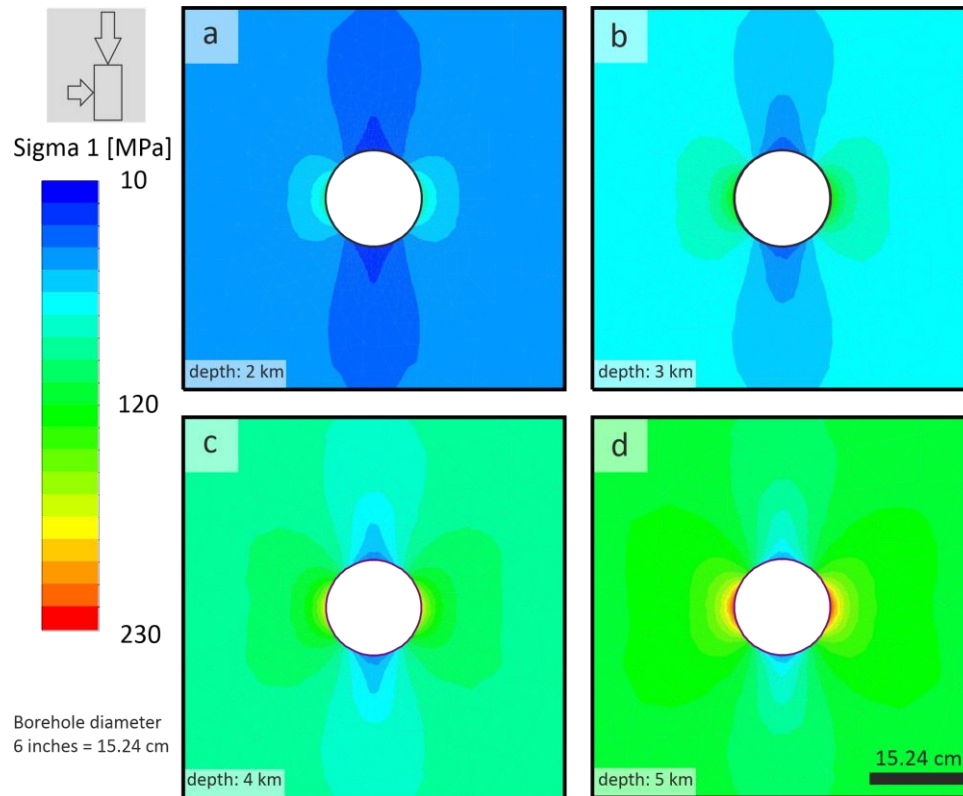 Sigma 1 [MPa]
10
120
230
Borehole diameter
6 inches = 15.24 cm
a
depth: 2 km
b
depth: 3 km
c
depth: 4 km
d
depth: 5 km
15.24 cm